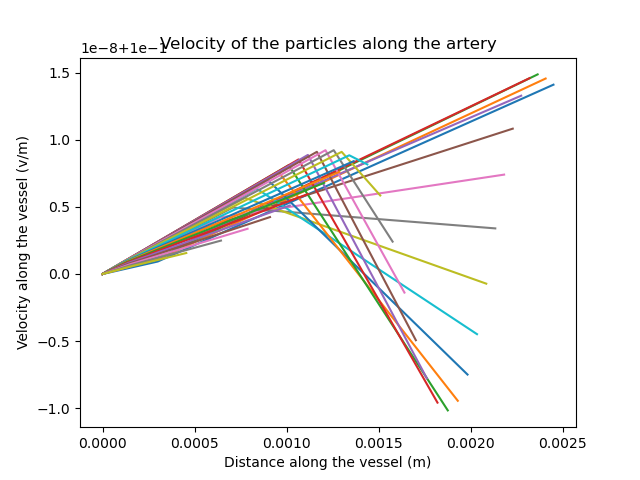 Velocity of the particles along the artery
1e−8+1e−1
1.5
1.0
0.5
0.0
−0.5
−1.0
Velocity along the vessel (v/m)
0.0000 0.0005 0.0010 0.0015 0.0020 0.0025
Distance along the vessel (m)